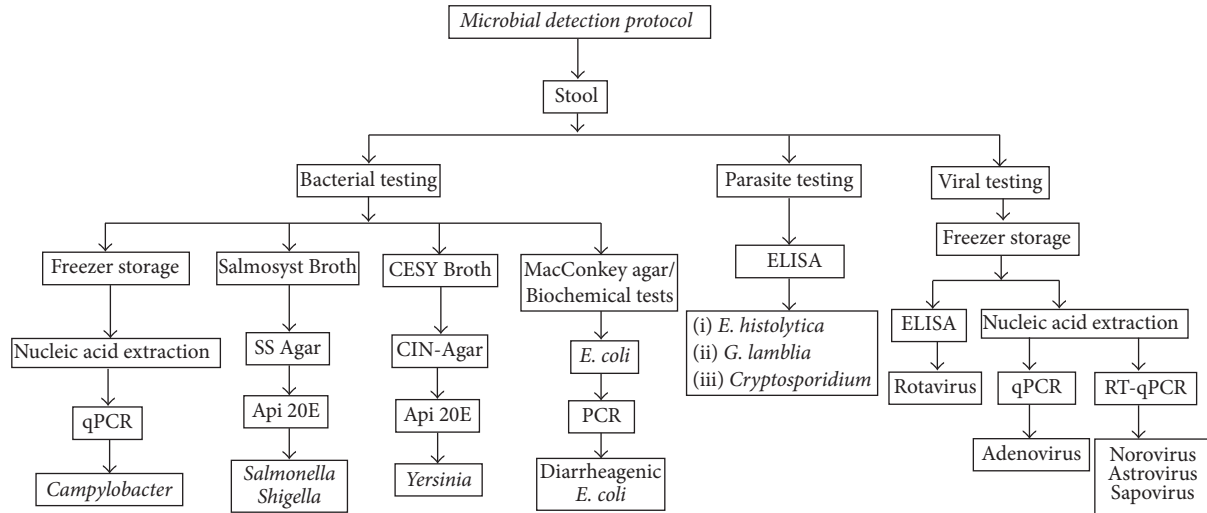 Microbial detection protocol
Stool
Bacterial testing
Parasite testing
Viral testing
Freezer storage
Salmosyst Broth
CESY Broth
MacConkey agar/
Biochemical tests
ELISA
Freezer storage
Nucleic acid extraction
SS Agar
CIN-Agar
E. coli
(i) E. histolytica
(ii) G. lamblia
(iii) Cryptosporidium
ELISA
Nucleic acid extraction
qPCR
Api 20E
Api 20E
PCR
Rotavirus
qPCR
RT-qPCR
Campylobacter
Salmonella
Shigella
Yersinia
Diarrheagenic
E. coli
Adenovirus
Norovirus
Astrovirus
Sapovirus